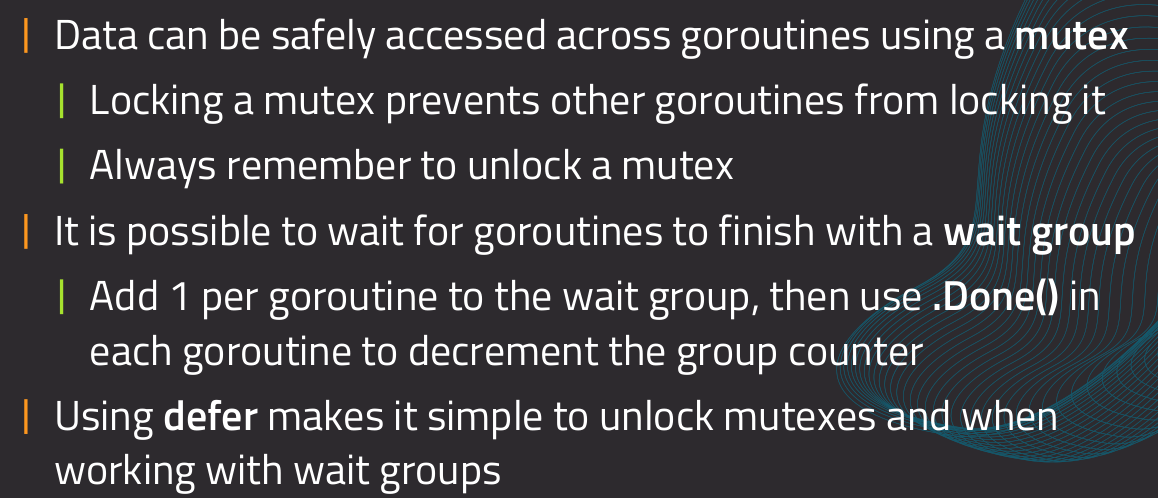 Data can be safely accessed across goroutines using a mutex
Locking a mutex prevents other goroutines from locking it
Always remember to unlock a mutex
It is possible to wait for goroutines to finish with a wait group
Add 1 per goroutine to the wait group, then use .Done() in
each goroutine to decrement the group counter
Using defer makes it simple to unlock mutexes and when
working with wait groups